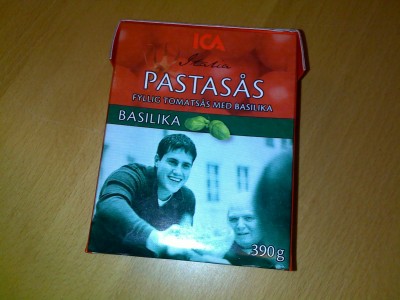 ICA
Italia
PASTASÅS
FYLLIG TOMATSÅS MED BASILIKA
BASILIKA
390g